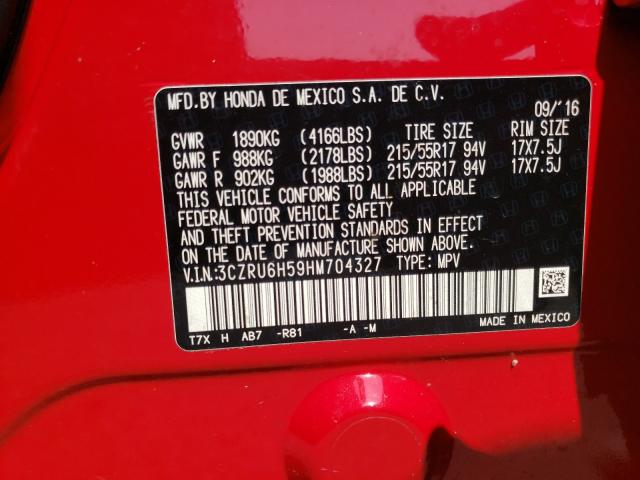 MFD. BY HONDA DE MEXICO S.A. DE C.V.
09/'16
GVWR 1890KG (4166LBS) TIRE SIZE RIM SIZE
GAWR F 988KG (2178LBS) 215/55R17 94V 17X7.5J
GAWR R 902KG (1988LBS) 215/55R17 94V 17X7.5J
THIS VEHICLE CONFORMS TO ALL APPLICABLE
FEDERAL MOTOR VEHICLE SAFETY
AND THEFT PREVENTION STANDARDS IN EFFECT
ON THE DATE OF MANUFACTURE SHOWN ABOVE.
V.I.N:3CZRU6H59HM704327 TYPE: MPV
T7X H AB7 -R81 -A -M MADE IN MEXICO